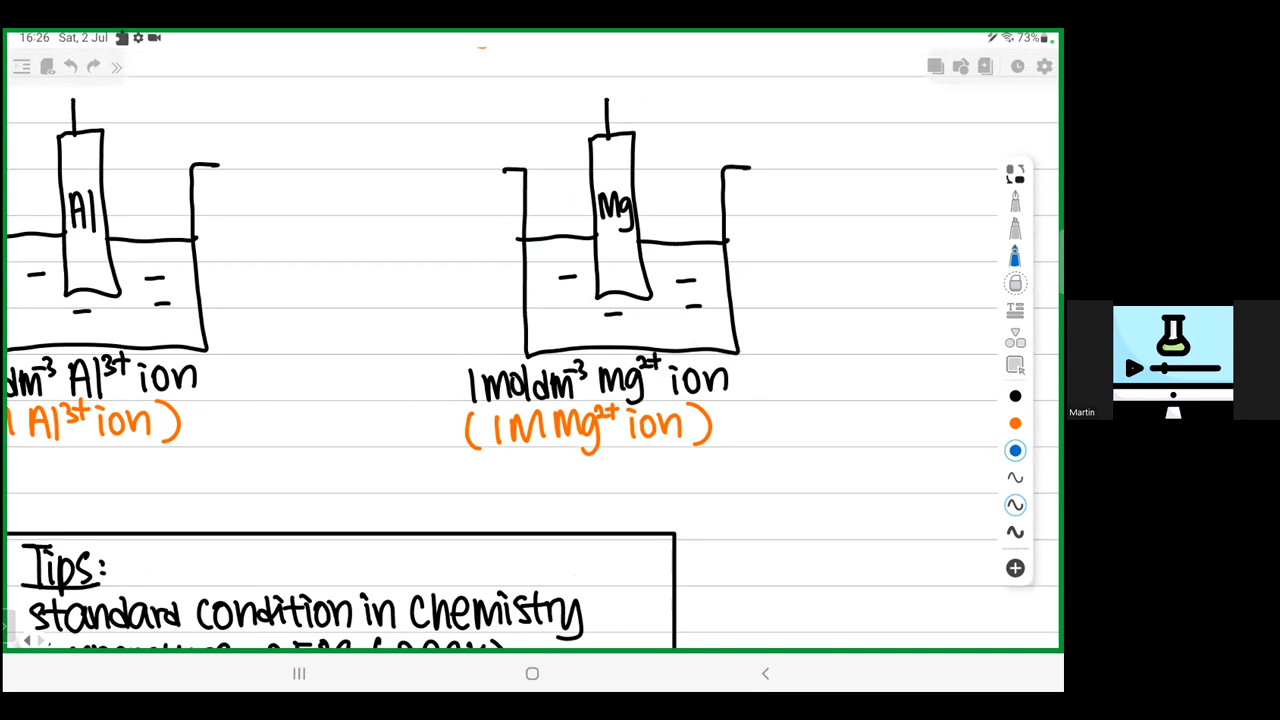 16:26 Sat, 2 Jul
73%
Al
Mg
dm⁻³ Al³⁺ ion
Al³⁺ ion )
1 mol dm⁻³ Mg²⁺ ion
( 1M Mg²⁺ ion )
Tips:
standard condition in chemistry
Martin